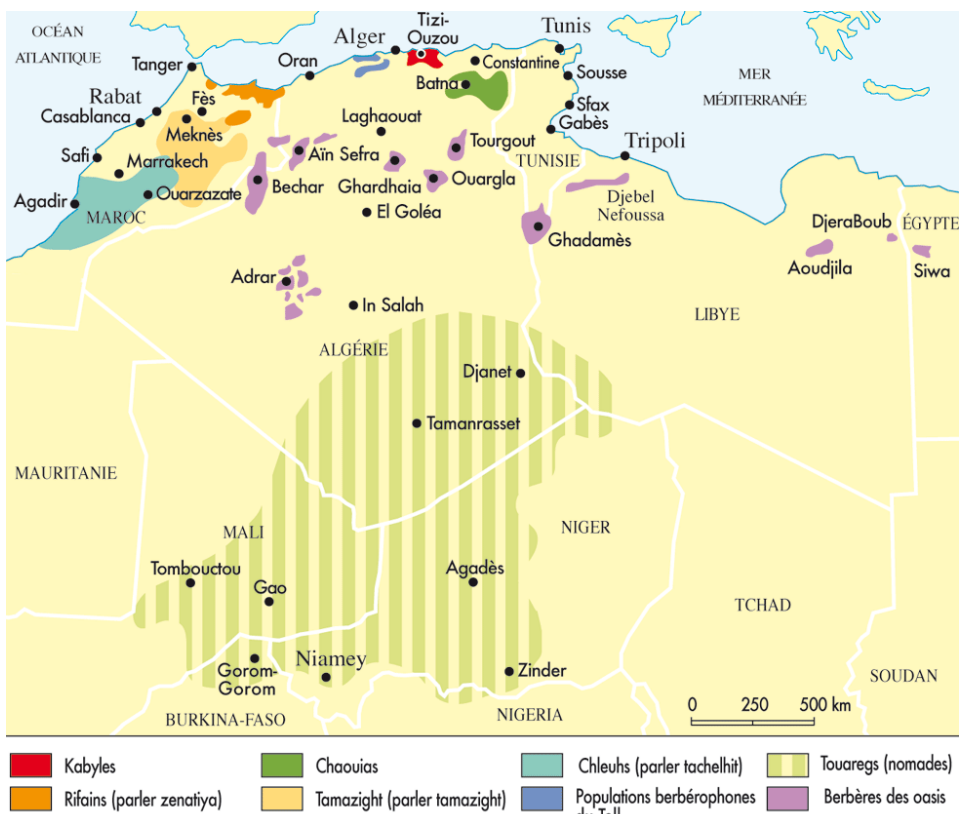 OCÉAN
ATLANTIQUE
Tanger
Oran
Alger
Tizi-
Ouzou
Constantine
Tunis
Batna
Sousse
MER
MÉDITERRANÉE
Rabat
Casablanca
Fès
Meknès
Laghaouat
Sfax
Gabès
Tripoli
Safi
Marrakech
Aïn Sefra
Tourgout
TUNISIE
Agadir
Ouarzazate
MAROC
Bechar
Ghardhaia
Ouargla
El Goléa
Djebel
Nefoussa
Ghadamès
DjeraBoub
ÉGYPTE
Aoudjila
Siwa
Adrar
In Salah
LIBYE
ALGÉRIE
Djanet
Tamanrasset
MAURITANIE
MALI
NIGER
Tombouctou
Gao
Agadès
TCHAD
Gorom-
Gorom
Niamey
Zinder
SOUDAN
BURKINA-FASO
NIGERIA
0 250 500 km
Kabyles
Chaouias
Chleuhs (parler tachelhit)
Touaregs (nomades)
Rifains (parler zenatiya)
Tamazight (parler tamazight)
Populations berbérophones
du Tell
Berbères des oasis